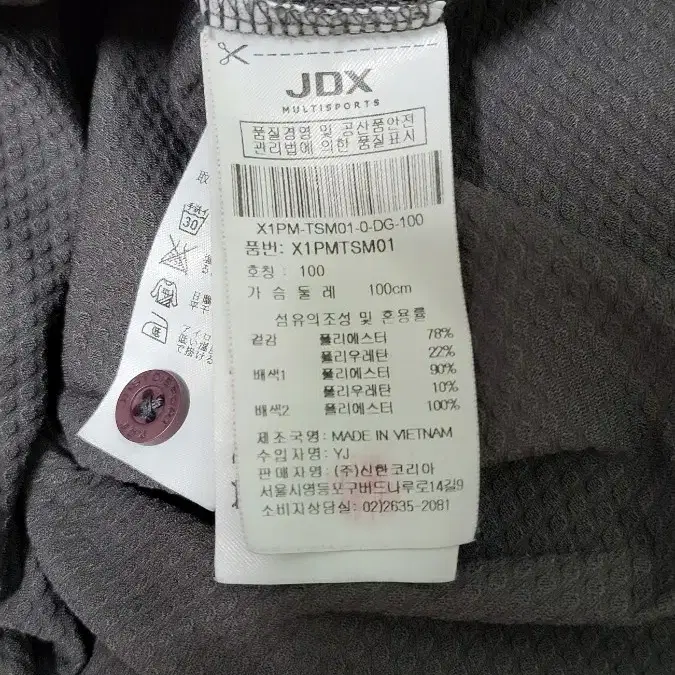 JDX
MULTISPORTS
품질경영 및 공산품안전
관리법에 의한 품질표시
X1PM-TSM01-0-DG-100
품번: X1PMTSM01
호칭 : 100
가 슴 둘 레 100cm
섬유의조성 및 혼용률
겉감 폴리에스터 78%
폴리우레탄 22%
배색1 폴리에스터 90%
폴리우레탄 10%
배색2 폴리에스터 100%
제조국명: MADE IN VIETNAM
수입자명: YJ
판매자명: (주)신한코리아
서울시영등포구버드나루로14길9
소비자상담실: 02)2635-2081
取
30